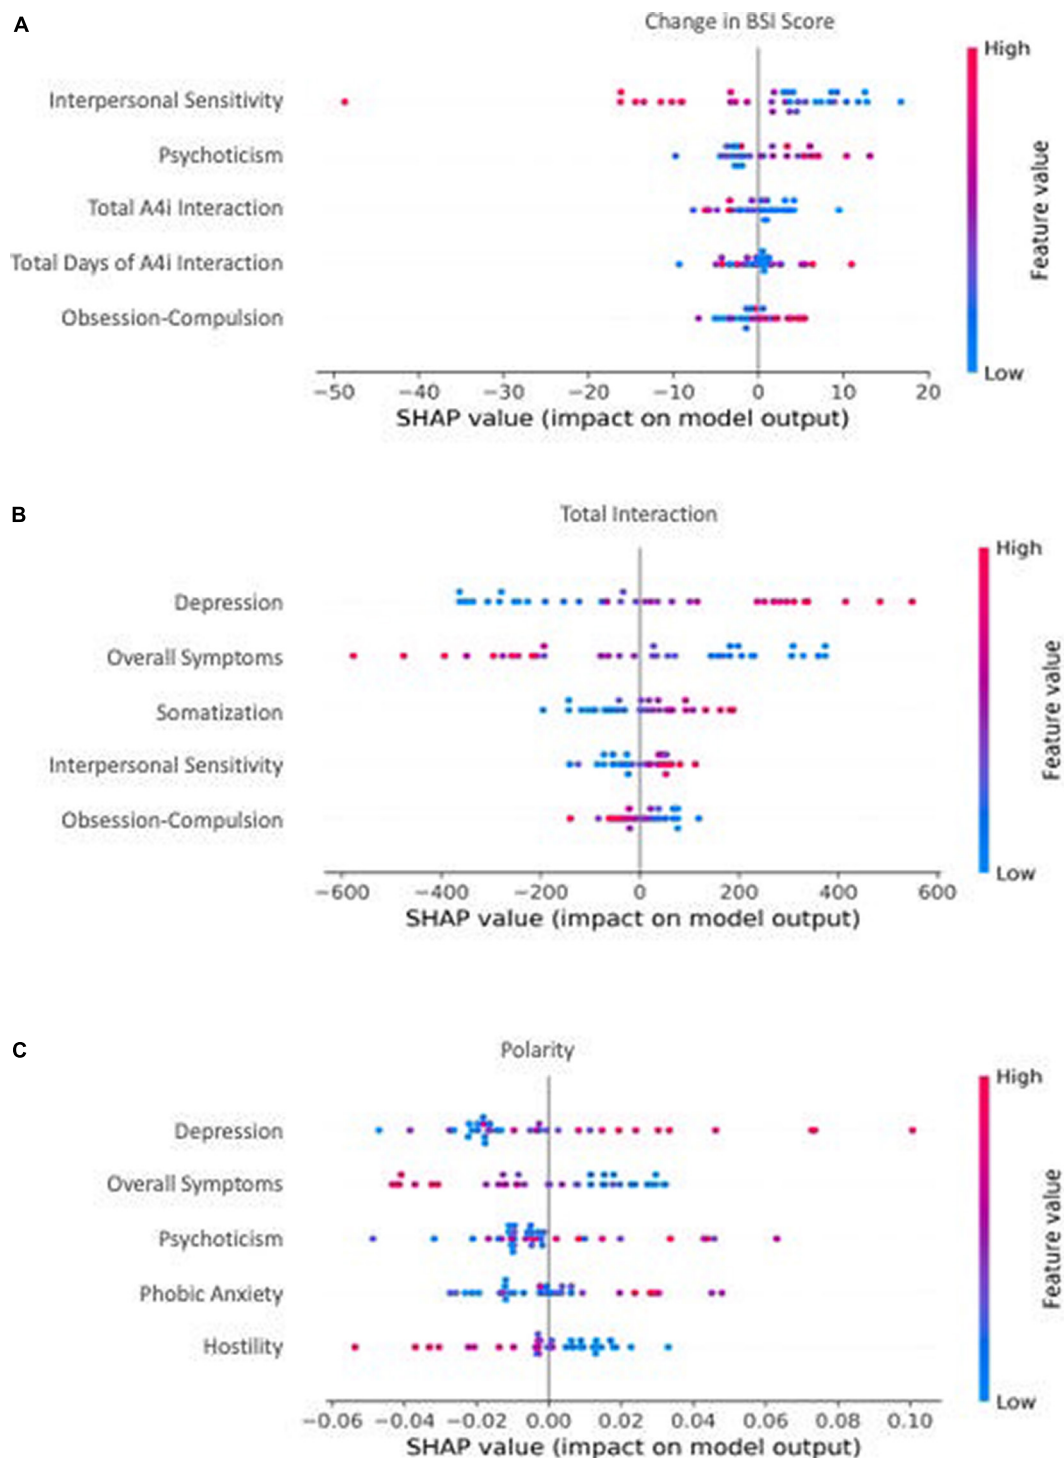 A
Change in BSI Score
High
Interpersonal Sensitivity
Psychoticism
Total A4i Interaction
Total Days of A4i Interaction
Obsession-Compulsion
Feature value
Low
−50 −40 −30 −20 −10 0 10 20
SHAP value (impact on model output)
B
Total Interaction
High
Depression
Overall Symptoms
Somatization
Interpersonal Sensitivity
Obsession-Compulsion
Feature value
Low
−600 −400 −200 0 200 400 600
SHAP value (impact on model output)
C
Polarity
High
Depression
Overall Symptoms
Psychoticism
Phobic Anxiety
Hostility
Feature value
Low
−0.06 −0.04 −0.02 0.00 0.02 0.04 0.06 0.08 0.10
SHAP value (impact on model output)